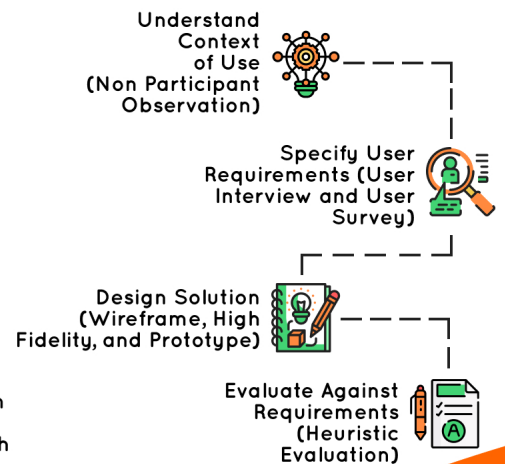 Understand
Context
of Use
(Non Participant
Observation)
Specify User
Requirements (User
Interview and User
Survey)
Design Solution
(Wireframe, High
Fidelity, and Prototype)
Evaluate Against
Requirements
(Heuristic
Evaluation)
A